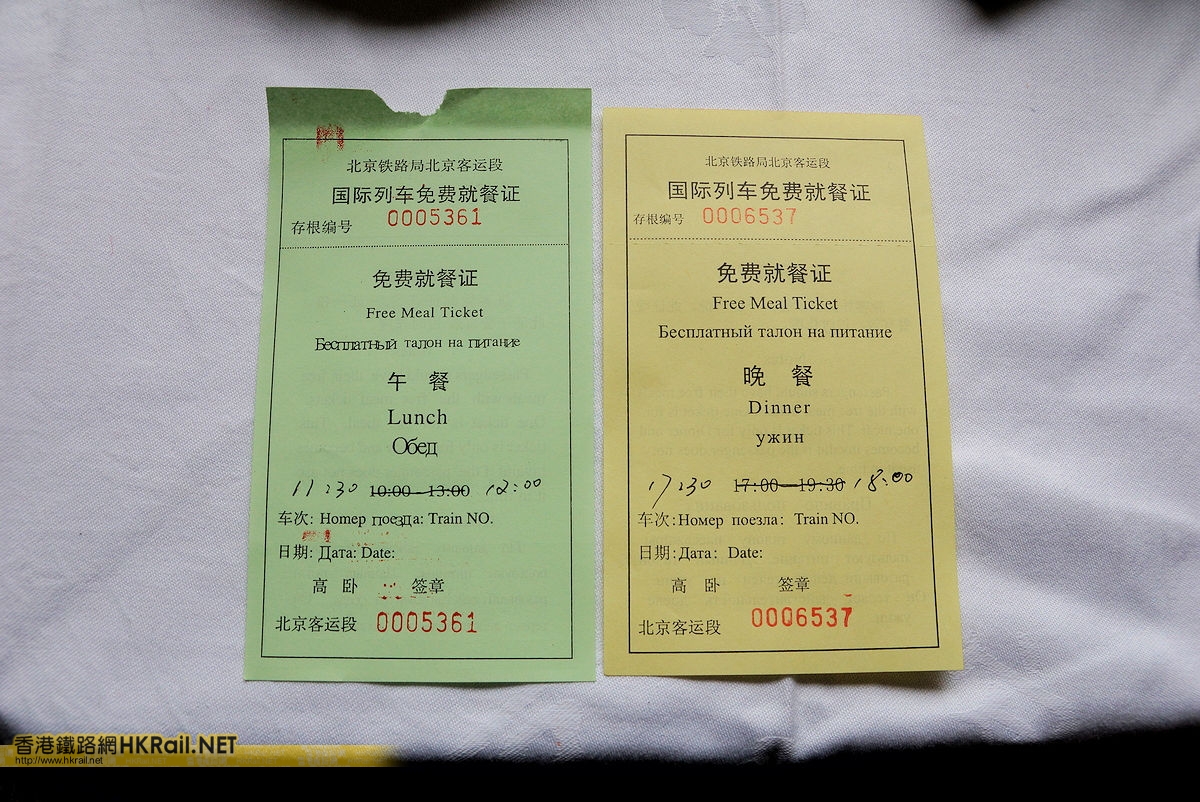 北京铁路局北京客运段
国际列车免费就餐证
存根编号 0005361
免费就餐证
Free Meal Ticket
Бесплатный талон на питание
午 餐
Lunch
Обед
11:30 10:00 - 13:00 12:00
车次: Номер поезда: Train NO.
日期: Дата: Date:
高 卧 签章
北京客运段 0005361
北京铁路局北京客运段
国际列车免费就餐证
存根编号 0006537
免费就餐证
Free Meal Ticket
Бесплатный талон на питание
晚 餐
Dinner
ужин
17:30 17:00—19:30 18:00
车次:Номер поезла: Train NO.
日期:Дата: Date:
高 卧 签章
北京客运段 0006537
香港鐵路網HKRail.NET
http://www.hkrail.net